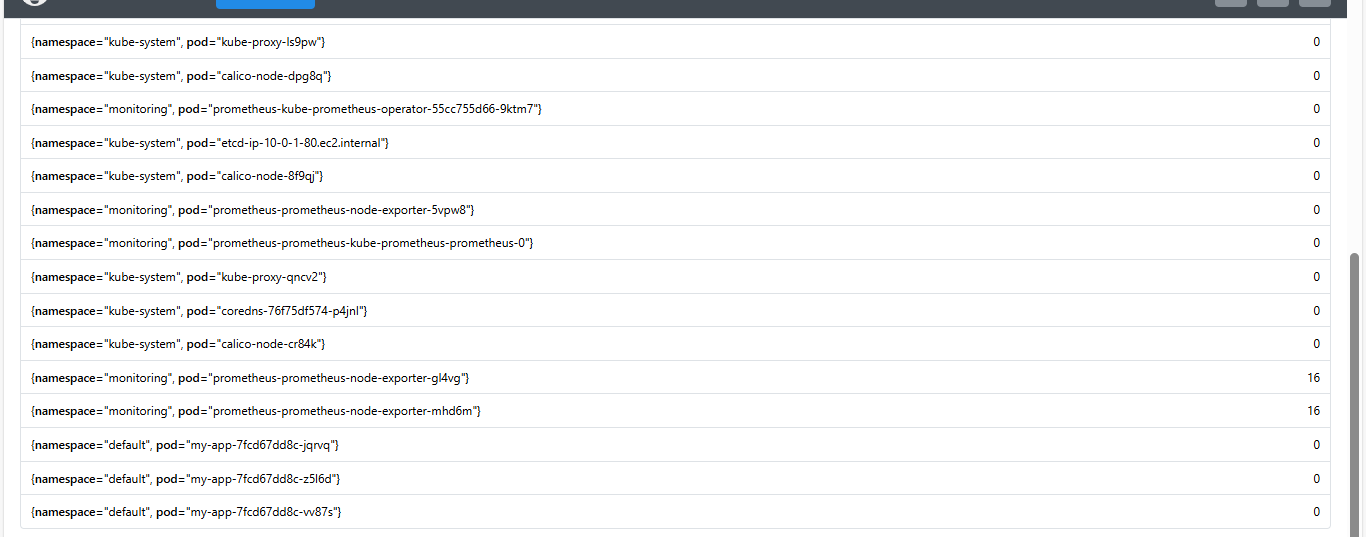 {namespace="kube-system", pod="kube-proxy-ls9pw"} 0
{namespace="kube-system", pod="calico-node-dpg8q"} 0
{namespace="monitoring", pod="prometheus-kube-prometheus-operator-55cc755d66-9ktm7"} 0
{namespace="kube-system", pod="etcd-ip-10-0-1-80.ec2.internal"} 0
{namespace="kube-system", pod="calico-node-8f9qj"} 0
{namespace="monitoring", pod="prometheus-prometheus-node-exporter-5vpw8"} 0
{namespace="monitoring", pod="prometheus-prometheus-kube-prometheus-prometheus-0"} 0
{namespace="kube-system", pod="kube-proxy-qncv2"} 0
{namespace="kube-system", pod="coredns-76f75df574-p4jnl"} 0
{namespace="kube-system", pod="calico-node-cr84k"} 0
{namespace="monitoring", pod="prometheus-prometheus-node-exporter-gl4vg"} 16
{namespace="monitoring", pod="prometheus-prometheus-node-exporter-mhd6m"} 16
{namespace="default", pod="my-app-7fcd67dd8c-jqrvq"} 0
{namespace="default", pod="my-app-7fcd67dd8c-z5l6d"} 0
{namespace="default", pod="my-app-7fcd67dd8c-vv87s"} 0